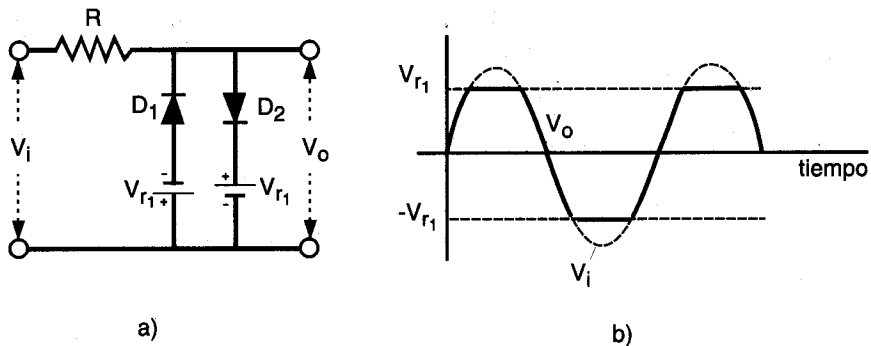 R
D1
D2
Vi
Vo
-
+
Vr1
+
-
Vr1
a)
Vr1
Vo
tiempo
-Vr1
Vi
b)